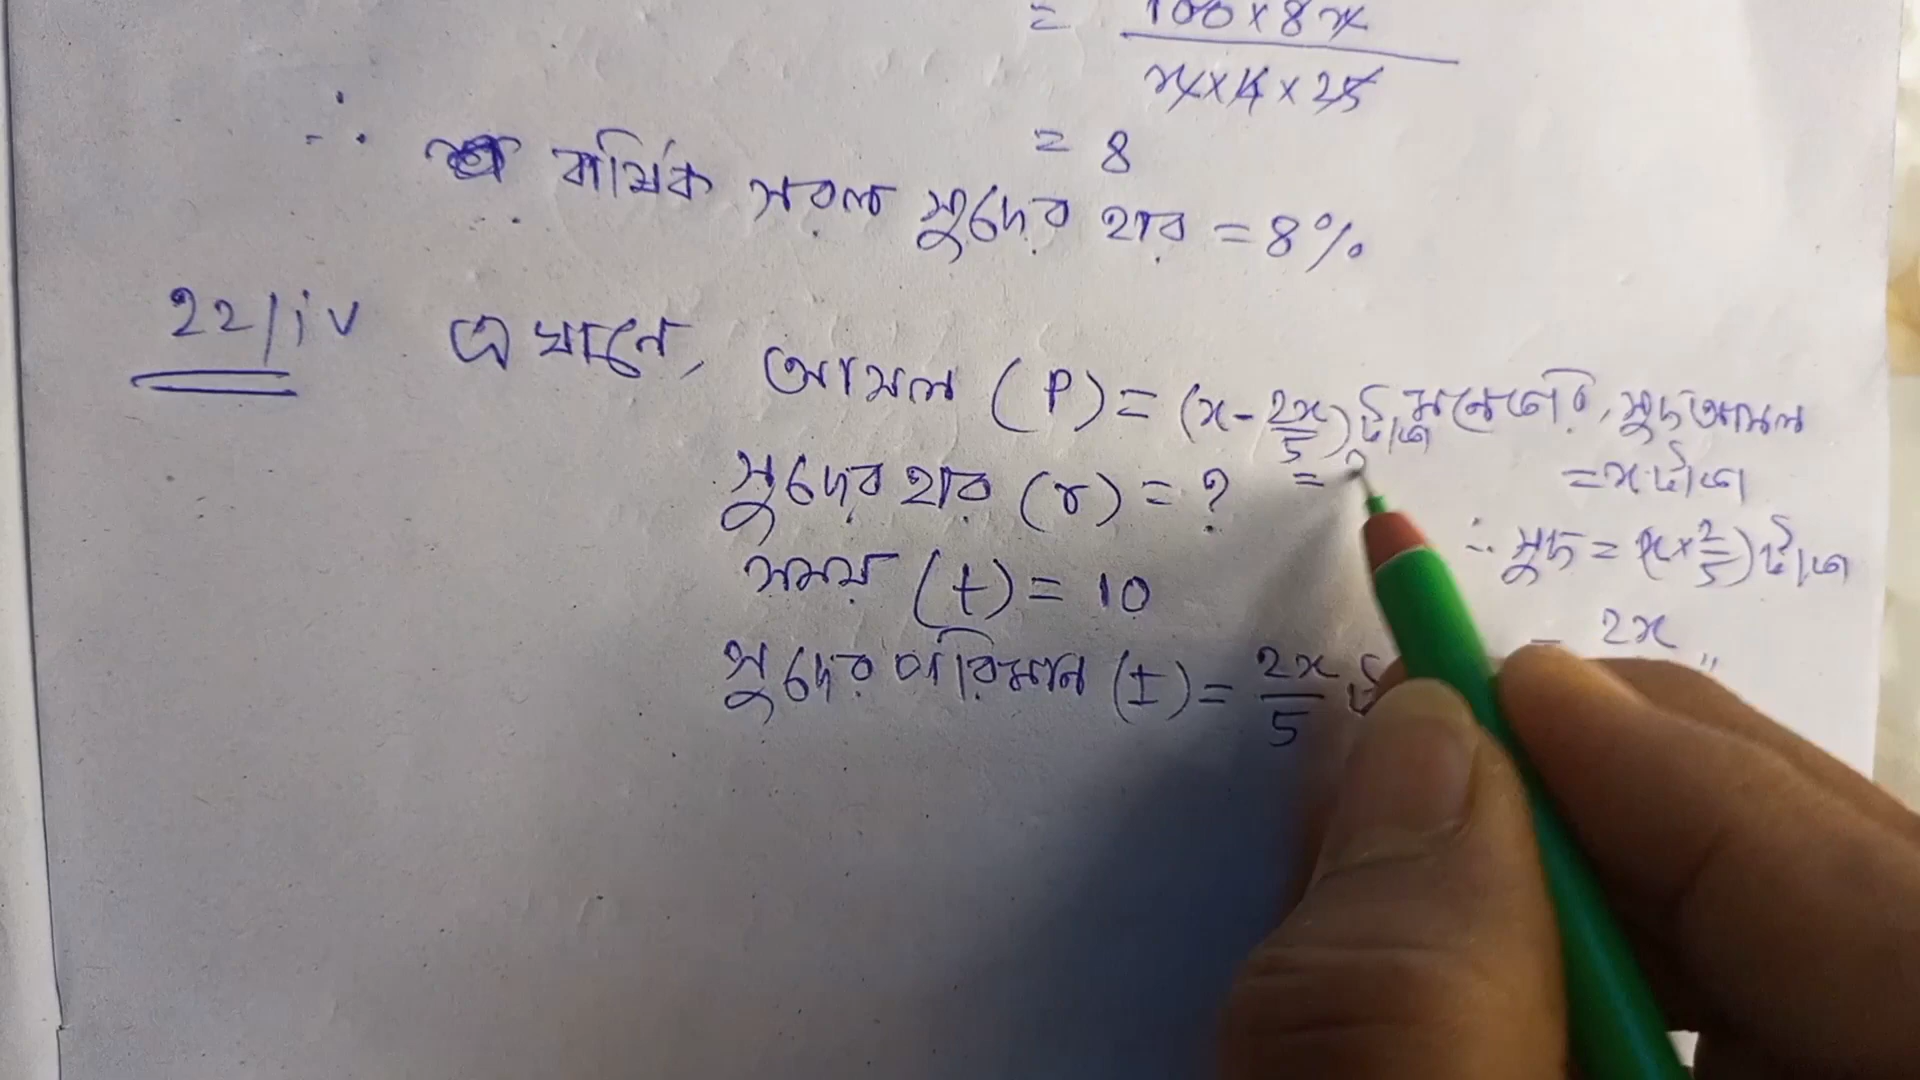 = 100 × 8x / x × 4 × 25
= 8
∴ বার্ষিক সরল সুদের হার = 8%
22/iv এখানে, আসল (P) = (x - 2x/5) টাকা মনেকরি, সুদআসল
= x টাকা
সুদের হার (r) = ? =
∴ সুদ = (x × 2/5) টাকা
সময় (t) = 10
= 2x "
সুদের পরিমান (I) = 2x/5